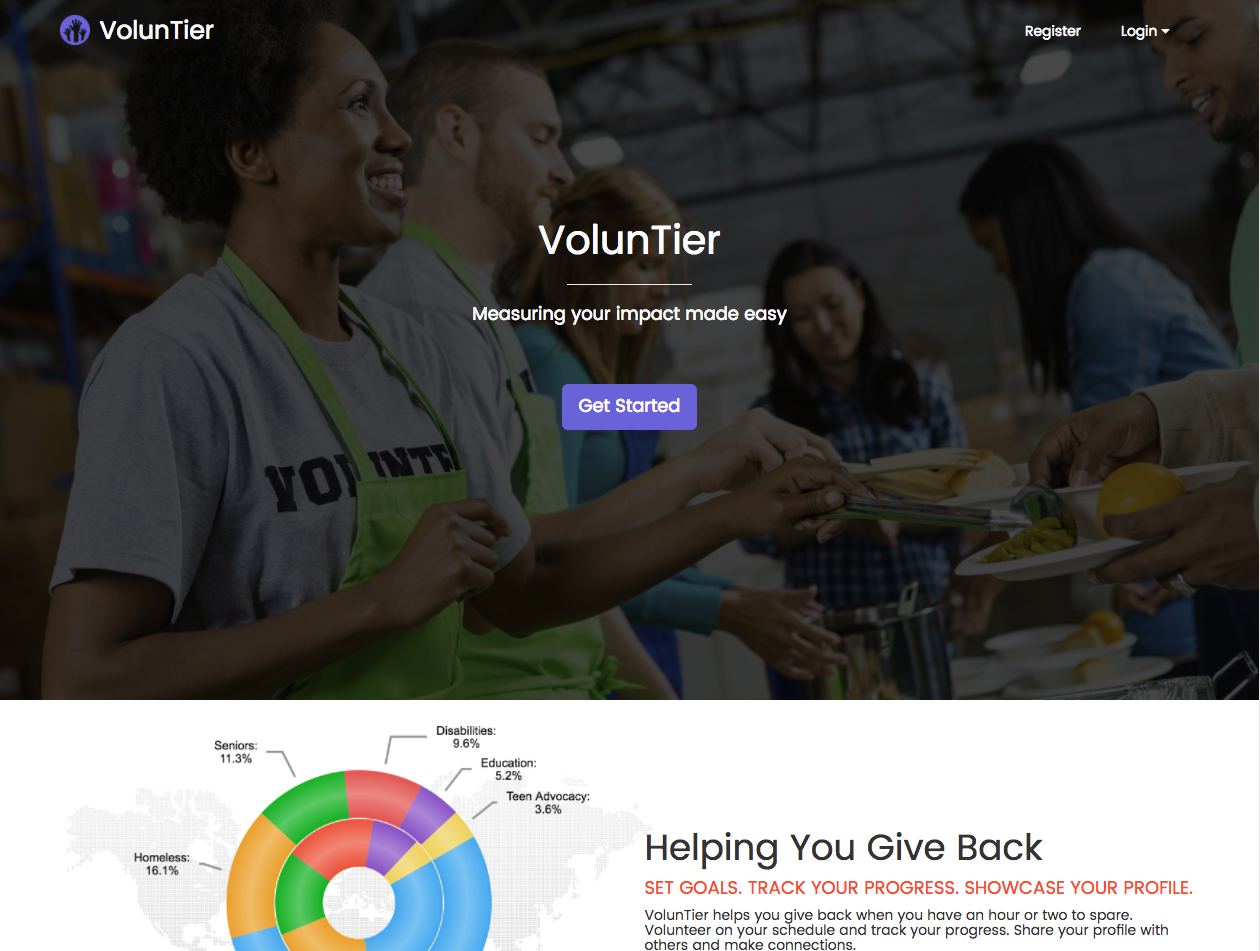 VolunTier
Register
Login
VolunTier
Measuring your impact made easy
Get Started
Disabilities:
9.6%
Seniors:
11.3%
Education:
5.2%
Teen Advocacy:
3.6%
Homeless:
16.1%
Helping You Give Back
SET GOALS. TRACK YOUR PROGRESS. SHOWCASE YOUR PROFILE.
VolunTier helps you give back when you have an hour or two to spare.
Volunteer on your schedule and track your progress. Share your profile with
others and make connections.